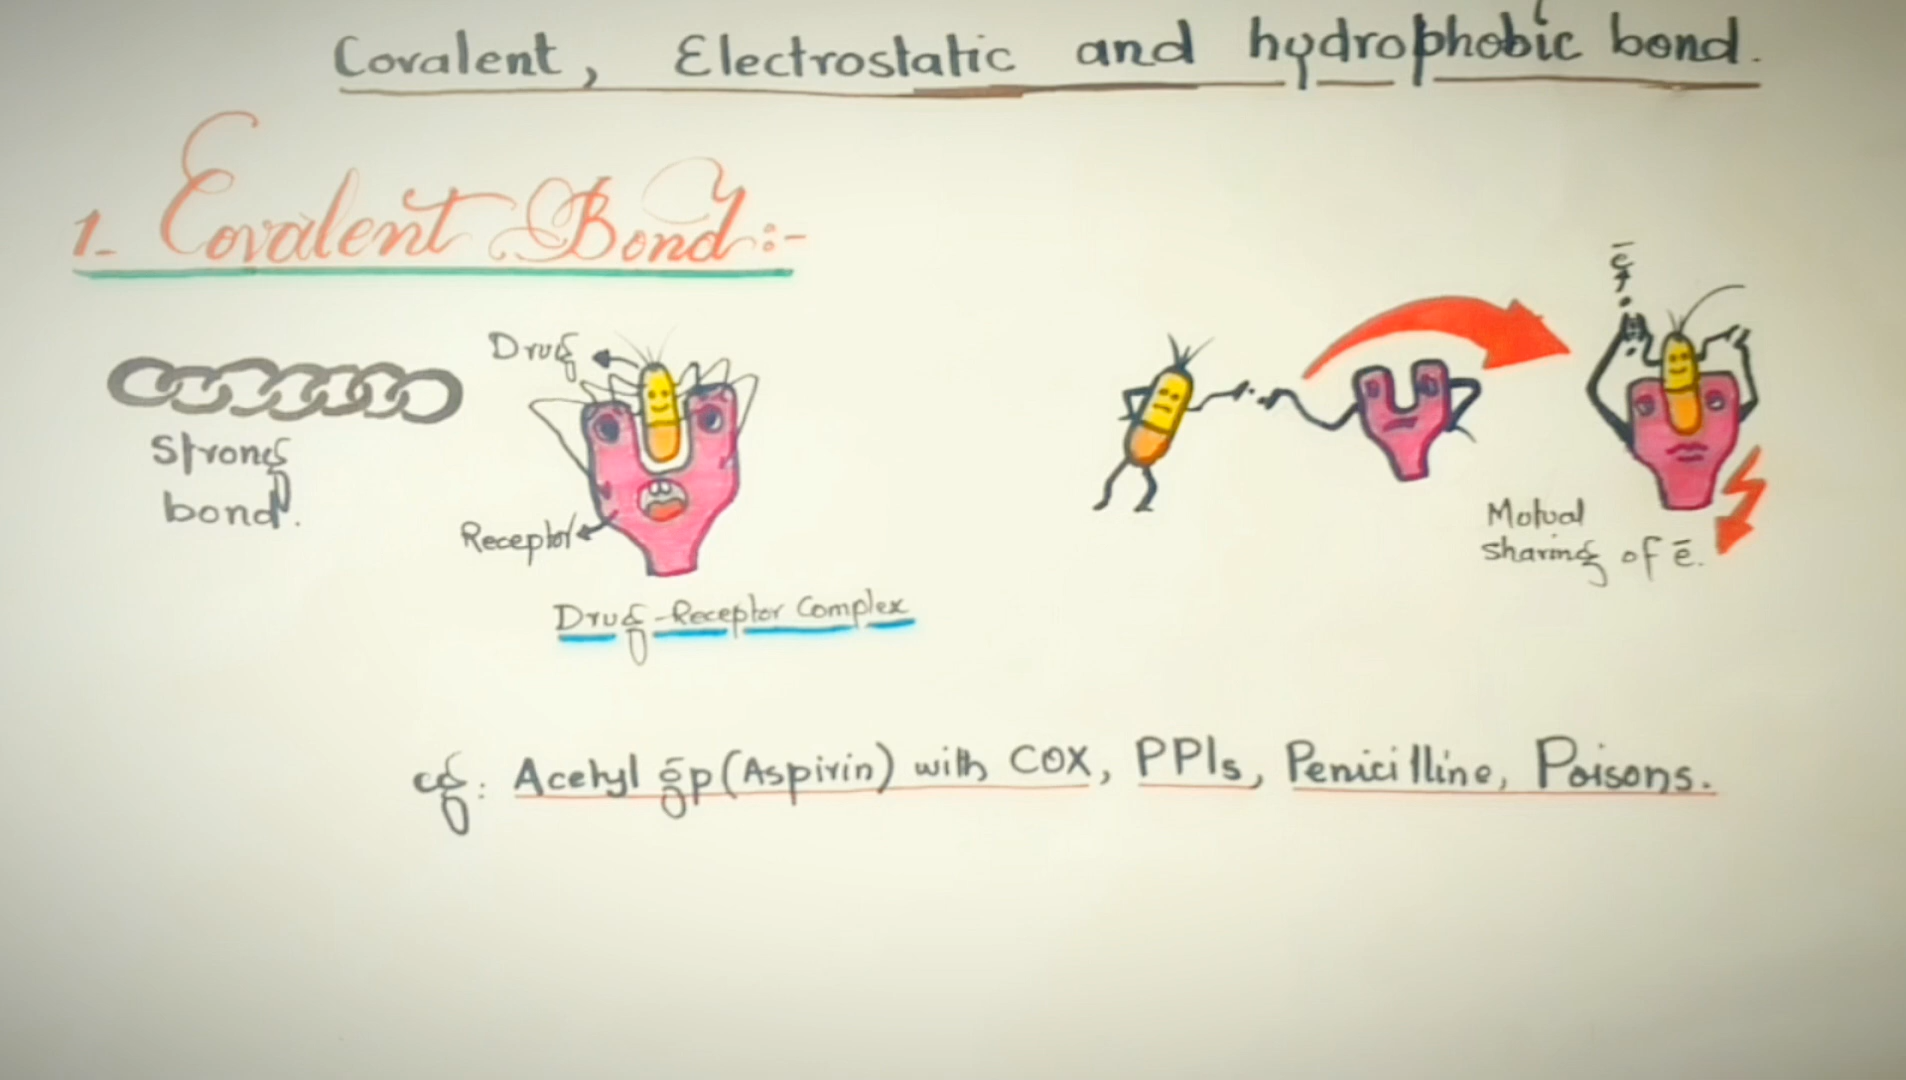 Covalent, Electrostatic and hydrophobic bond.
1- Covalent Bond:-
Drug
Strong
bond.
Receptor
Drug-Receptor Complex
ē
Mutual
sharing of ē.
eg: Acetyl gp (Aspirin) with COX, PPIs, Penicilline, Poisons.